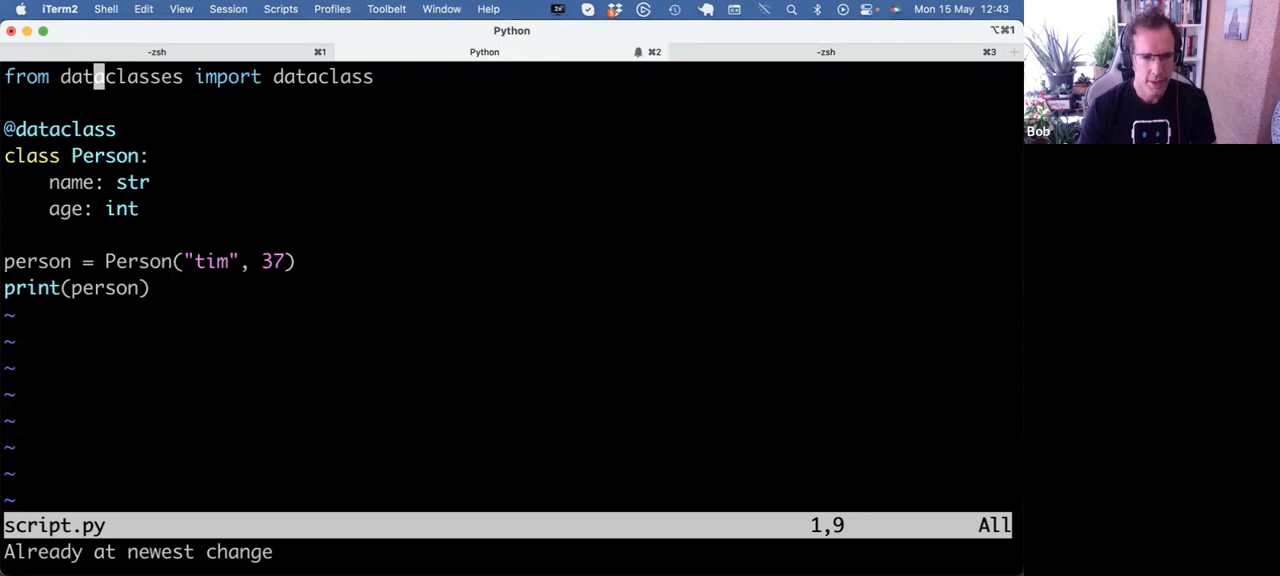 iTerm2 Shell Edit View Session Scripts Profiles Toolbelt Window Help Mon 15 May 12:43
Python ⌥⌘1
-zsh ⌘1 Python ⌘2 -zsh ⌘3
from dataclasses import dataclass
@dataclass
class Person:
    name: str
    age: int
person = Person("tim", 37)
print(person)
~
~
~
~
~
~
~
~
script.py 1,9 All
Already at newest change
Bob